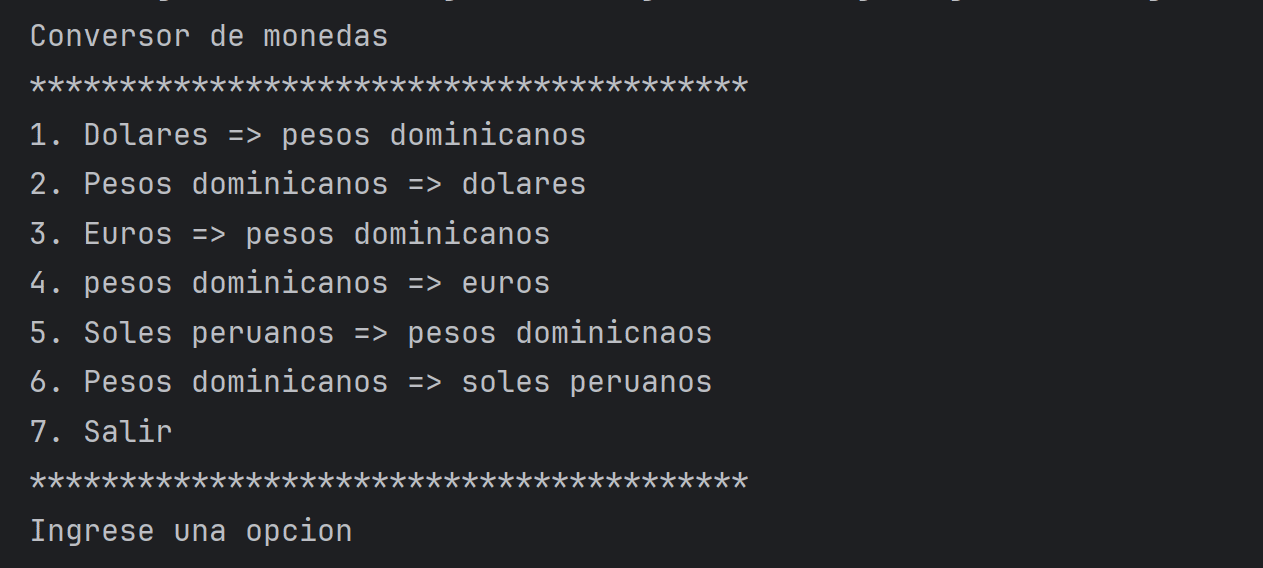 Conversor de monedas
****************************************
1. Dolares => pesos dominicanos
2. Pesos dominicanos => dolares
3. Euros => pesos dominicanos
4. pesos dominicanos => euros
5. Soles peruanos => pesos dominicnaos
6. Pesos dominicanos => soles peruanos
7. Salir
****************************************
Ingrese una opcion